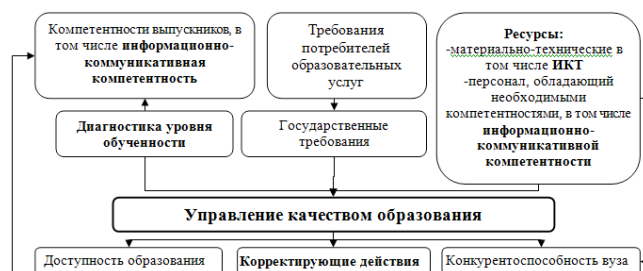 Компетентности выпускников, в
том числе информационно-
коммуникативная
компетентность
Требования
потребителей
образовательных
услуг
Ресурсы:
-материально-технические в
том числе ИКТ
-персонал, обладающий
необходимыми
компетентностями, в том числе
информационно-
коммуникативной
компетентности
Диагностика уровня
обученности
Государственные
требования
Управление качеством образования
Доступность образования
Корректирующие действия
Конкурентоспособность вуза